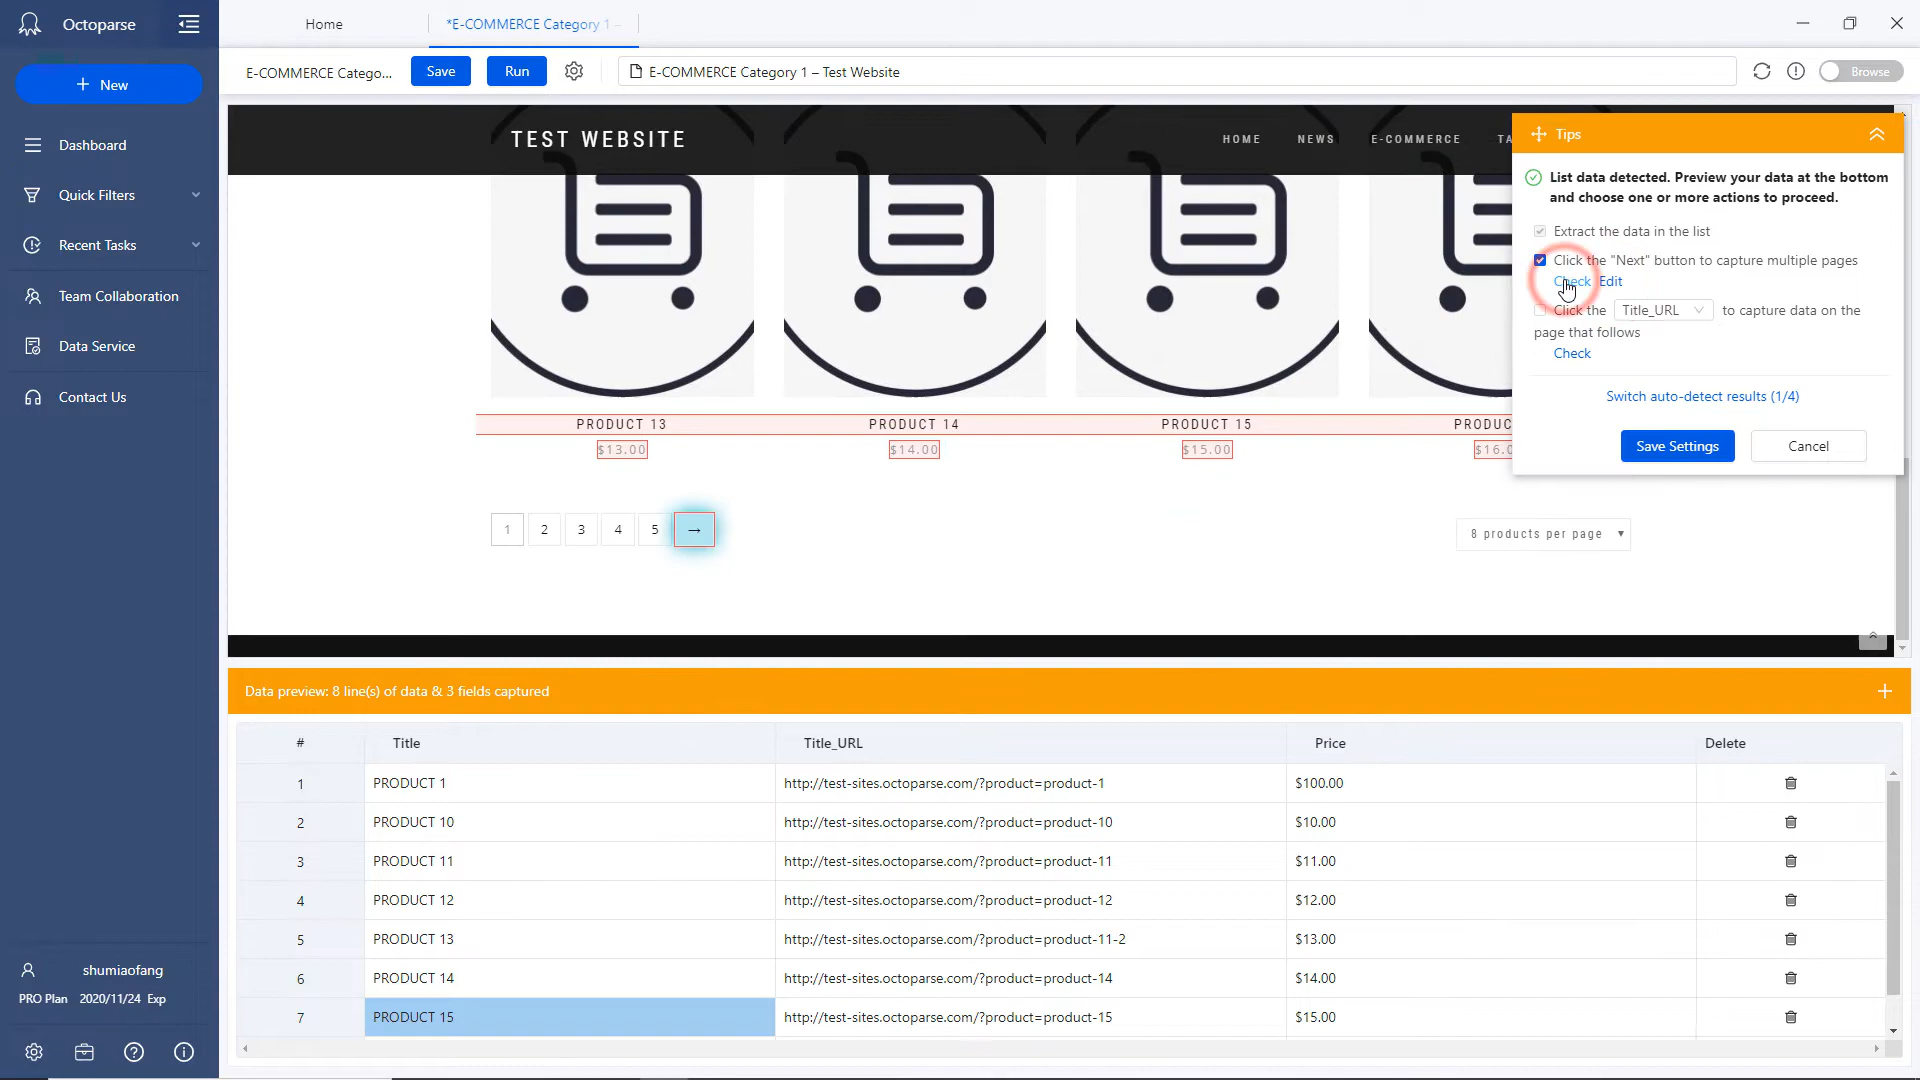 Octoparse
Home
*E-COMMERCE Category 1 –
+ New
E-COMMERCE Catego...
Save
Run
E-COMMERCE Category 1 – Test Website
Browse
Dashboard
Quick Filters
Recent Tasks
Team Collaboration
Data Service
Contact Us
TEST WEBSITE
HOME
NEWS
E-COMMERCE
TA
Tips
List data detected. Preview your data at the bottom
and choose one or more actions to proceed.
Extract the data in the list
Click the "Next" button to capture multiple pages
Check Edit
Click the Title_URL to capture data on the
page that follows
Check
Switch auto-detect results (1/4)
Save Settings
Cancel
PRODUCT 13
PRODUCT 14
PRODUCT 15
PRODUC
$13.00
$14.00
$15.00
$16.0
1 2 3 4 5 →
8 products per page
Data preview: 8 line(s) of data & 3 fields captured
# Title Title_URL Price Delete
1 PRODUCT 1 http://test-sites.octoparse.com/?product=product-1 $100.00
2 PRODUCT 10 http://test-sites.octoparse.com/?product=product-10 $10.00
3 PRODUCT 11 http://test-sites.octoparse.com/?product=product-11 $11.00
4 PRODUCT 12 http://test-sites.octoparse.com/?product=product-12 $12.00
5 PRODUCT 13 http://test-sites.octoparse.com/?product=product-11-2 $13.00
6 PRODUCT 14 http://test-sites.octoparse.com/?product=product-14 $14.00
7 PRODUCT 15 http://test-sites.octoparse.com/?product=product-15 $15.00
shumiaofang
PRO Plan 2020/11/24 Exp